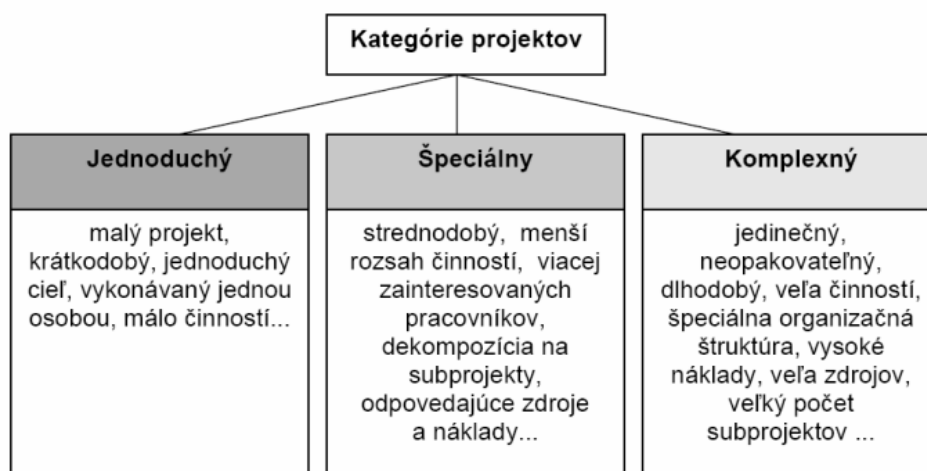 Kategórie projektov
Jednoduchý
malý projekt,
krátkodobý, jednoduchý
cieľ, vykonávaný jednou
osobou, málo činností...
Špeciálny
strednodobý, menší
rozsah činností, viacej
zainteresovaných
pracovníkov,
dekompozícia na
subprojekty,
odpovedajúce zdroje
a náklady...
Komplexný
jedinečný,
neopakovateľný,
dlhodobý, veľa činností,
špeciálna organizačná
štruktúra, vysoké
náklady, veľa zdrojov,
veľký počet
subprojektov ...